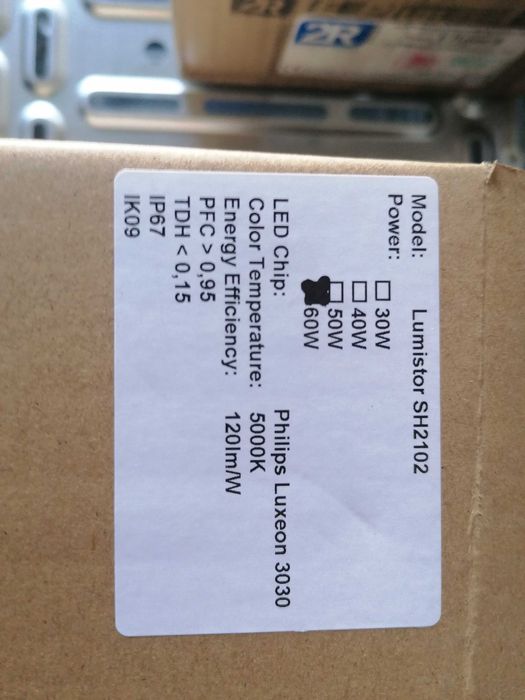 2R
2R
Model: Lumistor SH2102
Power: 30W
40W
50W
60W
LED Chip: Philips Luxeon 3030
Color Temperature: 5000K
Energy Efficiency: 120lm/W
PFC > 0,95
TDH < 0,15
IP67
IK09